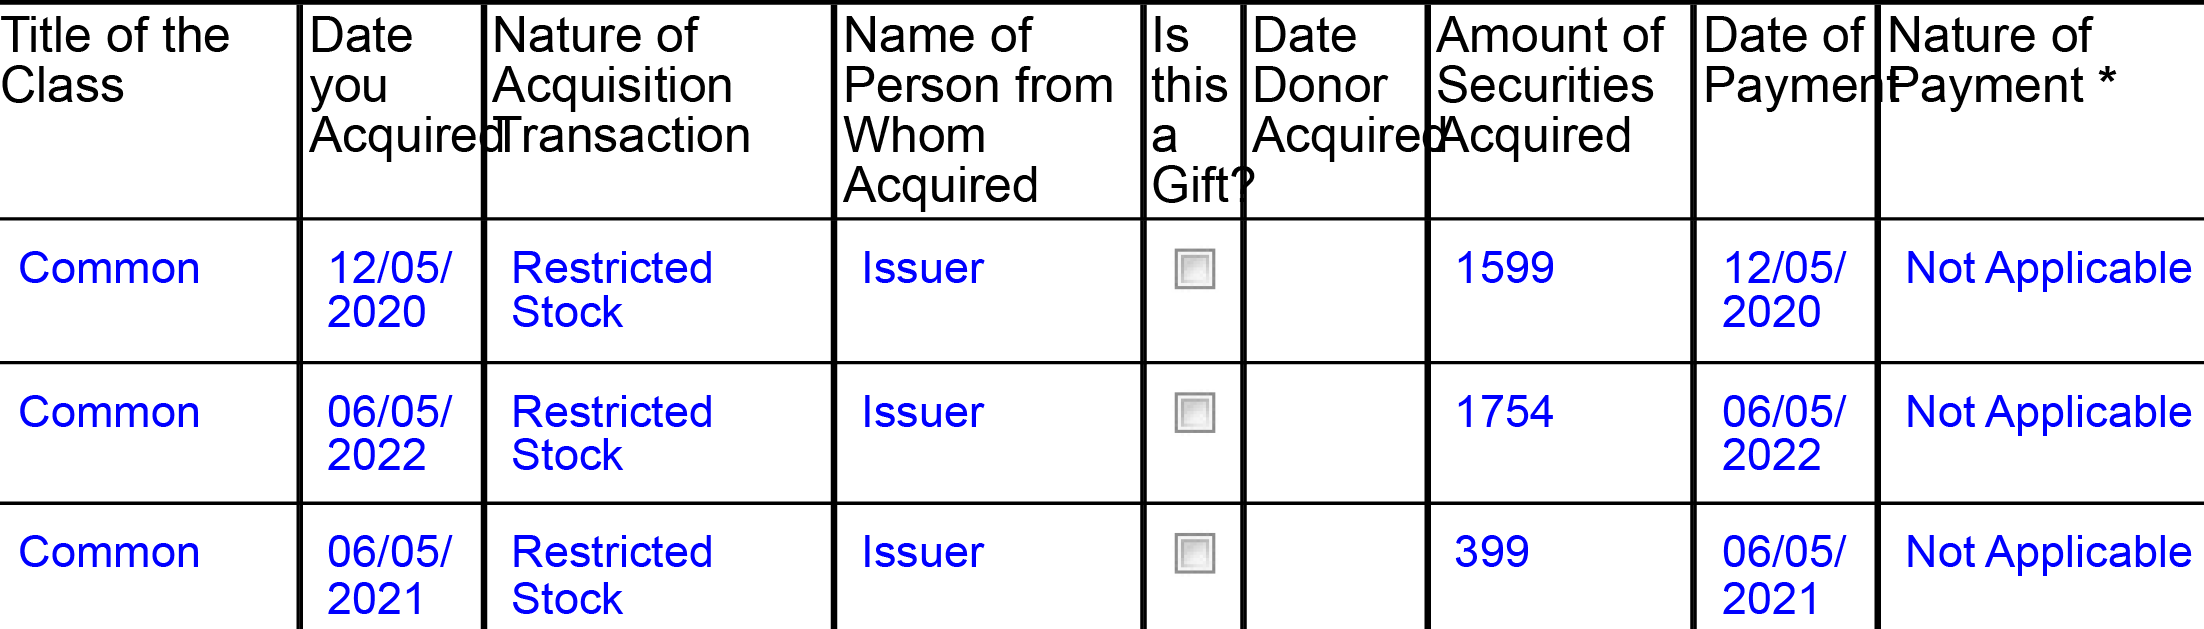 Title of the Class
Date you Acquired
Nature of Acquisition Transaction
Name of Person from Whom Acquired
Is this a Gift?
Date Donor Acquired
Amount of Securities Acquired
Date of Payment
Nature of Payment *
Common
12/05/
2020
Restricted
Stock
Issuer
1599
12/05/
2020
Not Applicable
Common
06/05/
2022
Restricted
Stock
Issuer
1754
06/05/
2022
Not Applicable
Common
06/05/
2021
Restricted
Stock
Issuer
399
06/05/
2021
Not Applicable